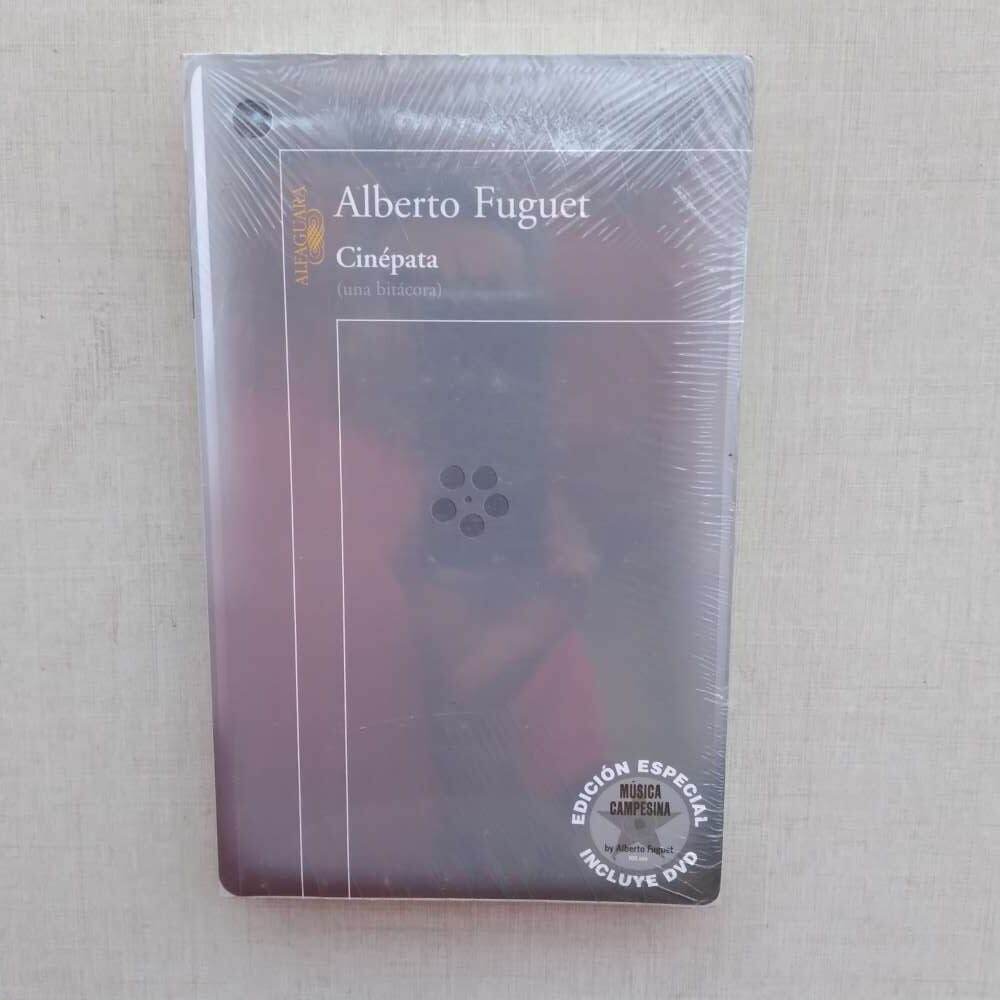 ALFAGUARA
Alberto Fuguet
Cinépata
(una bitácora)
EDICIÓN ESPECIAL
MÚSICA
CAMPESINA
by Alberto Fuguet
INCLUYE DVD